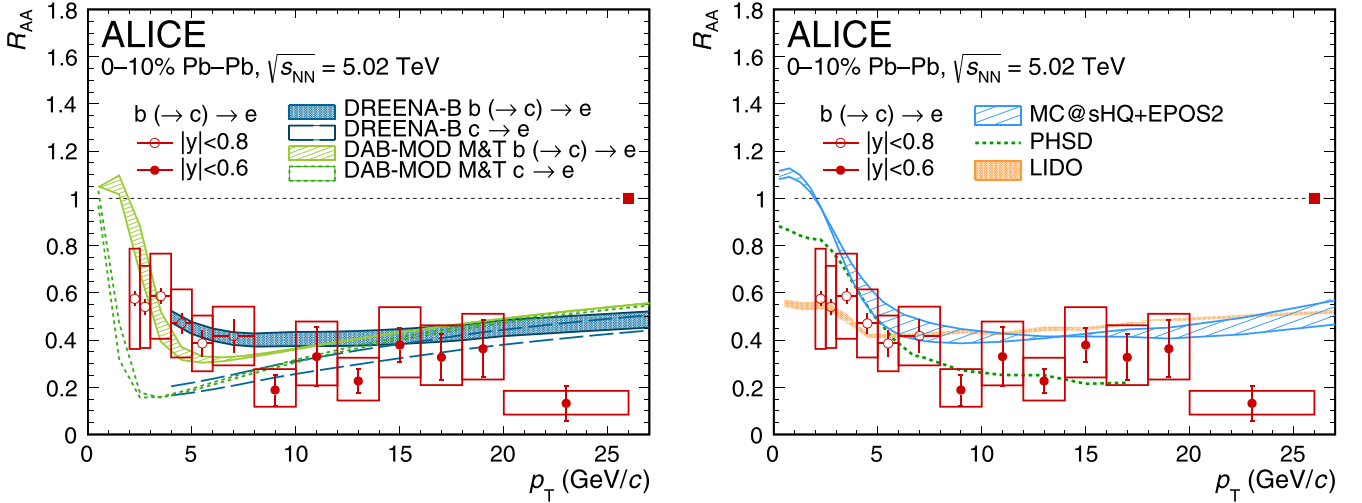 R_AA
1.8
1.6
1.4
1.2
1
0.8
0.6
0.4
0.2
0
ALICE
0–10% Pb–Pb, √s_NN = 5.02 TeV
b (→ c) → e
|y|<0.8
|y|<0.6
DREENA-B b (→ c) → e
DREENA-B c → e
DAB-MOD M&T b (→ c) → e
DAB-MOD M&T c → e
0 5 10 15 20 25
p_T (GeV/c)
R_AA
1.8
1.6
1.4
1.2
1
0.8
0.6
0.4
0.2
0
ALICE
0–10% Pb–Pb, √s_NN = 5.02 TeV
b (→ c) → e
|y|<0.8
|y|<0.6
MC@sHQ+EPOS2
PHSD
LIDO
0 5 10 15 20 25
p_T (GeV/c)